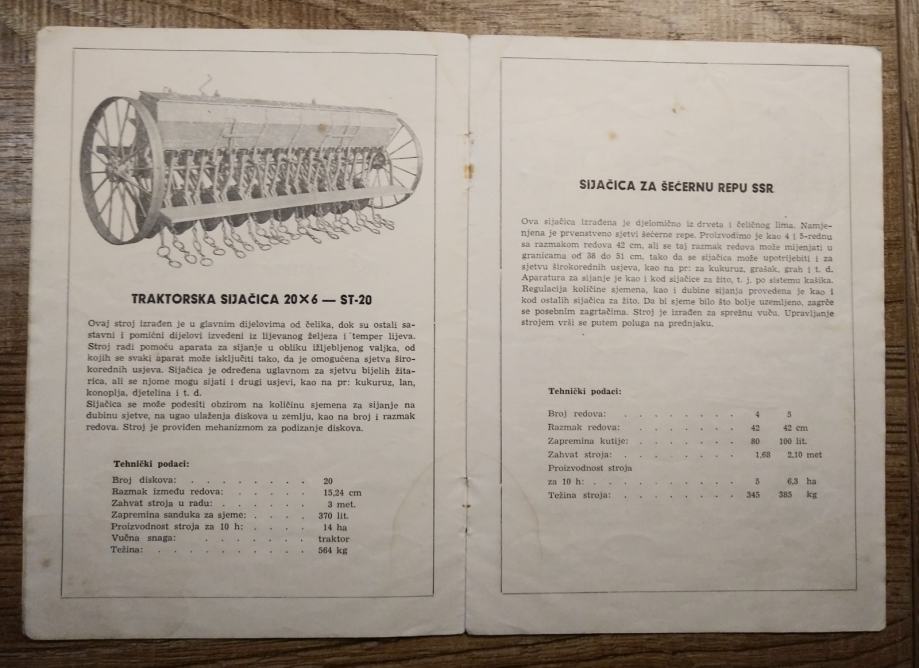 TRAKTORSKA SIJAČICA 20×6 — ST-20
Ovaj stroj izrađen je u glavnim dijelovima od čelika, dok su ostali sa-
stavni i pomični dijelovi izvedeni iz lijevanog željeza i temper lijeva.
Stroj radi pomoću aparata za sijanje u obliku ižljebljenog valjka, od
kojih se svaki aparat može isključiti tako, da je omogućena sjetva širo-
korednih usjeva. Sijačica je određena uglavnom za sjetvu bijelih žita-
rica, ali se njome mogu sijati i drugi usjevi, kao na pr: kukuruz, lan,
konoplja, djetelina i t. d.
Sijačica se može podesiti obzirom na količinu sjemena za sijanje na
dubinu sjetve, na ugao ulaženja diskova u zemlju, kao na broj i razmak
redova. Stroj je providen mehanizmom za podizanje diskova.
Tehnički podaci:
Broj diskova: . . . . . . . . 20
Razmak između redova: . . . . . 15,24 cm
Zahvat stroja u radu: . . . . . 3 met.
Zapremina sanduka za sjeme: . . . . 370 lit.
Proizvodnost stroja za 10 h: . . . . 14 ha
Vučna snaga: . . . . . . . traktor
Težina: . . . . . . . . . . 564 kg
SIJAČICA ZA ŠEĆERNU REPU SSR
Ova sijačica izrađena je djelomično iz drveta i čeličnog lima. Namje-
njena je prvenstveno sjetvi šećerne repe. Proizvodimo je kao 4 i 5-rednu
sa razmakom redova 42 cm, ali se taj razmak redova može mijenjati u
granicama od 38 do 51 cm, tako da se sijačica može upotrijebiti i za
sjetvu širokorednih usjeva, kao na pr: za kukuruz, grašak, grah i t. d.
Aparatura za sijanje je kao i kod sijačice za žito, t. j. po sistemu kašika.
Regulacija količine sjemena, kao i dubine sijanja provedena je kao i
kod ostalih sijačica za žito. Da bi sjeme bilo što bolje uzemljeno, zagrće
se posebnim zagrtačima. Stroj je izrađen za sprežnu vuču. Upravljanje
strojem vrši se putem poluga na prednjaku.
Tehnički podaci:
Broj redova: . . . . . . . . 4 5
Razmak redova: . . . . . . . 42 42 cm
Zapremina kutije: . . . . . . . 80 100 lit.
Zahvat stroja: . . . . . . . . 1,68 2,10 met
Proizvodnost stroja
za 10 h: . . . . . . . . . . 5 6,3 ha
Težina stroja: . . . . . . . . 345 385 kg